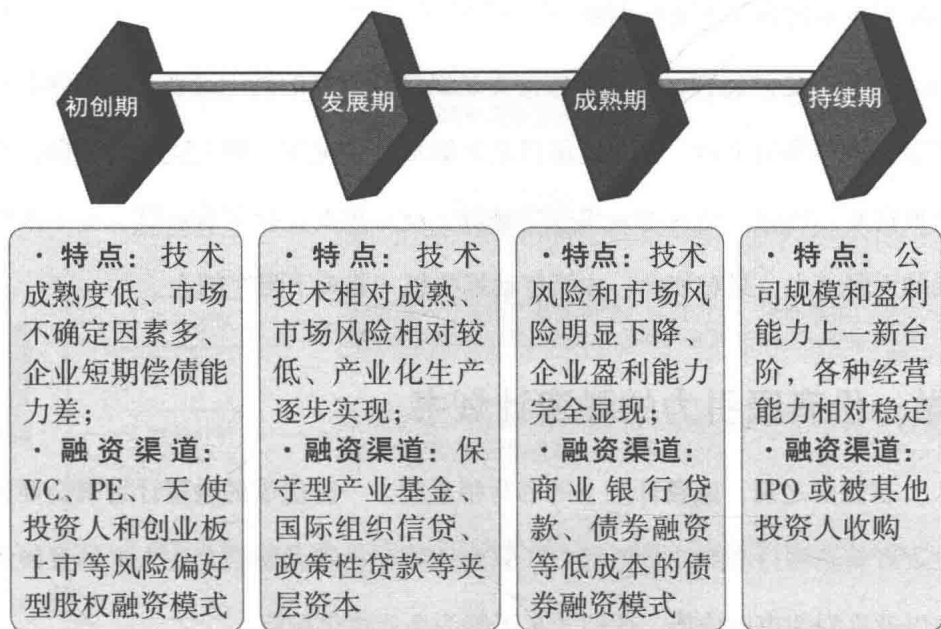 初创期
发展期
成熟期
持续期
· 特点：技术
成熟度低、市场
不确定因素多、
企业短期偿债能
力差；
· 融资渠道：
VC、PE、天使
投资人和创业板
上市等风险偏好
型股权融资模式
· 特点：技术
技术相对成熟、
市场风险相对较
低、产业化生产
逐步实现；
· 融资渠道：保
守型产业基金、
国际组织信贷、
政策性贷款等夹
层资本
· 特点：技术
风险和市场风
险明显下降、
企业盈利能力
完全显现；
· 融资渠道：
商业银行贷
款、债券融资
等低成本的债
券融资模式
· 特点：公
司规模和盈利
能力上一新台
阶，各种经营
能力相对稳定
· 融资渠道：
IPO 或被其他
投资人收购